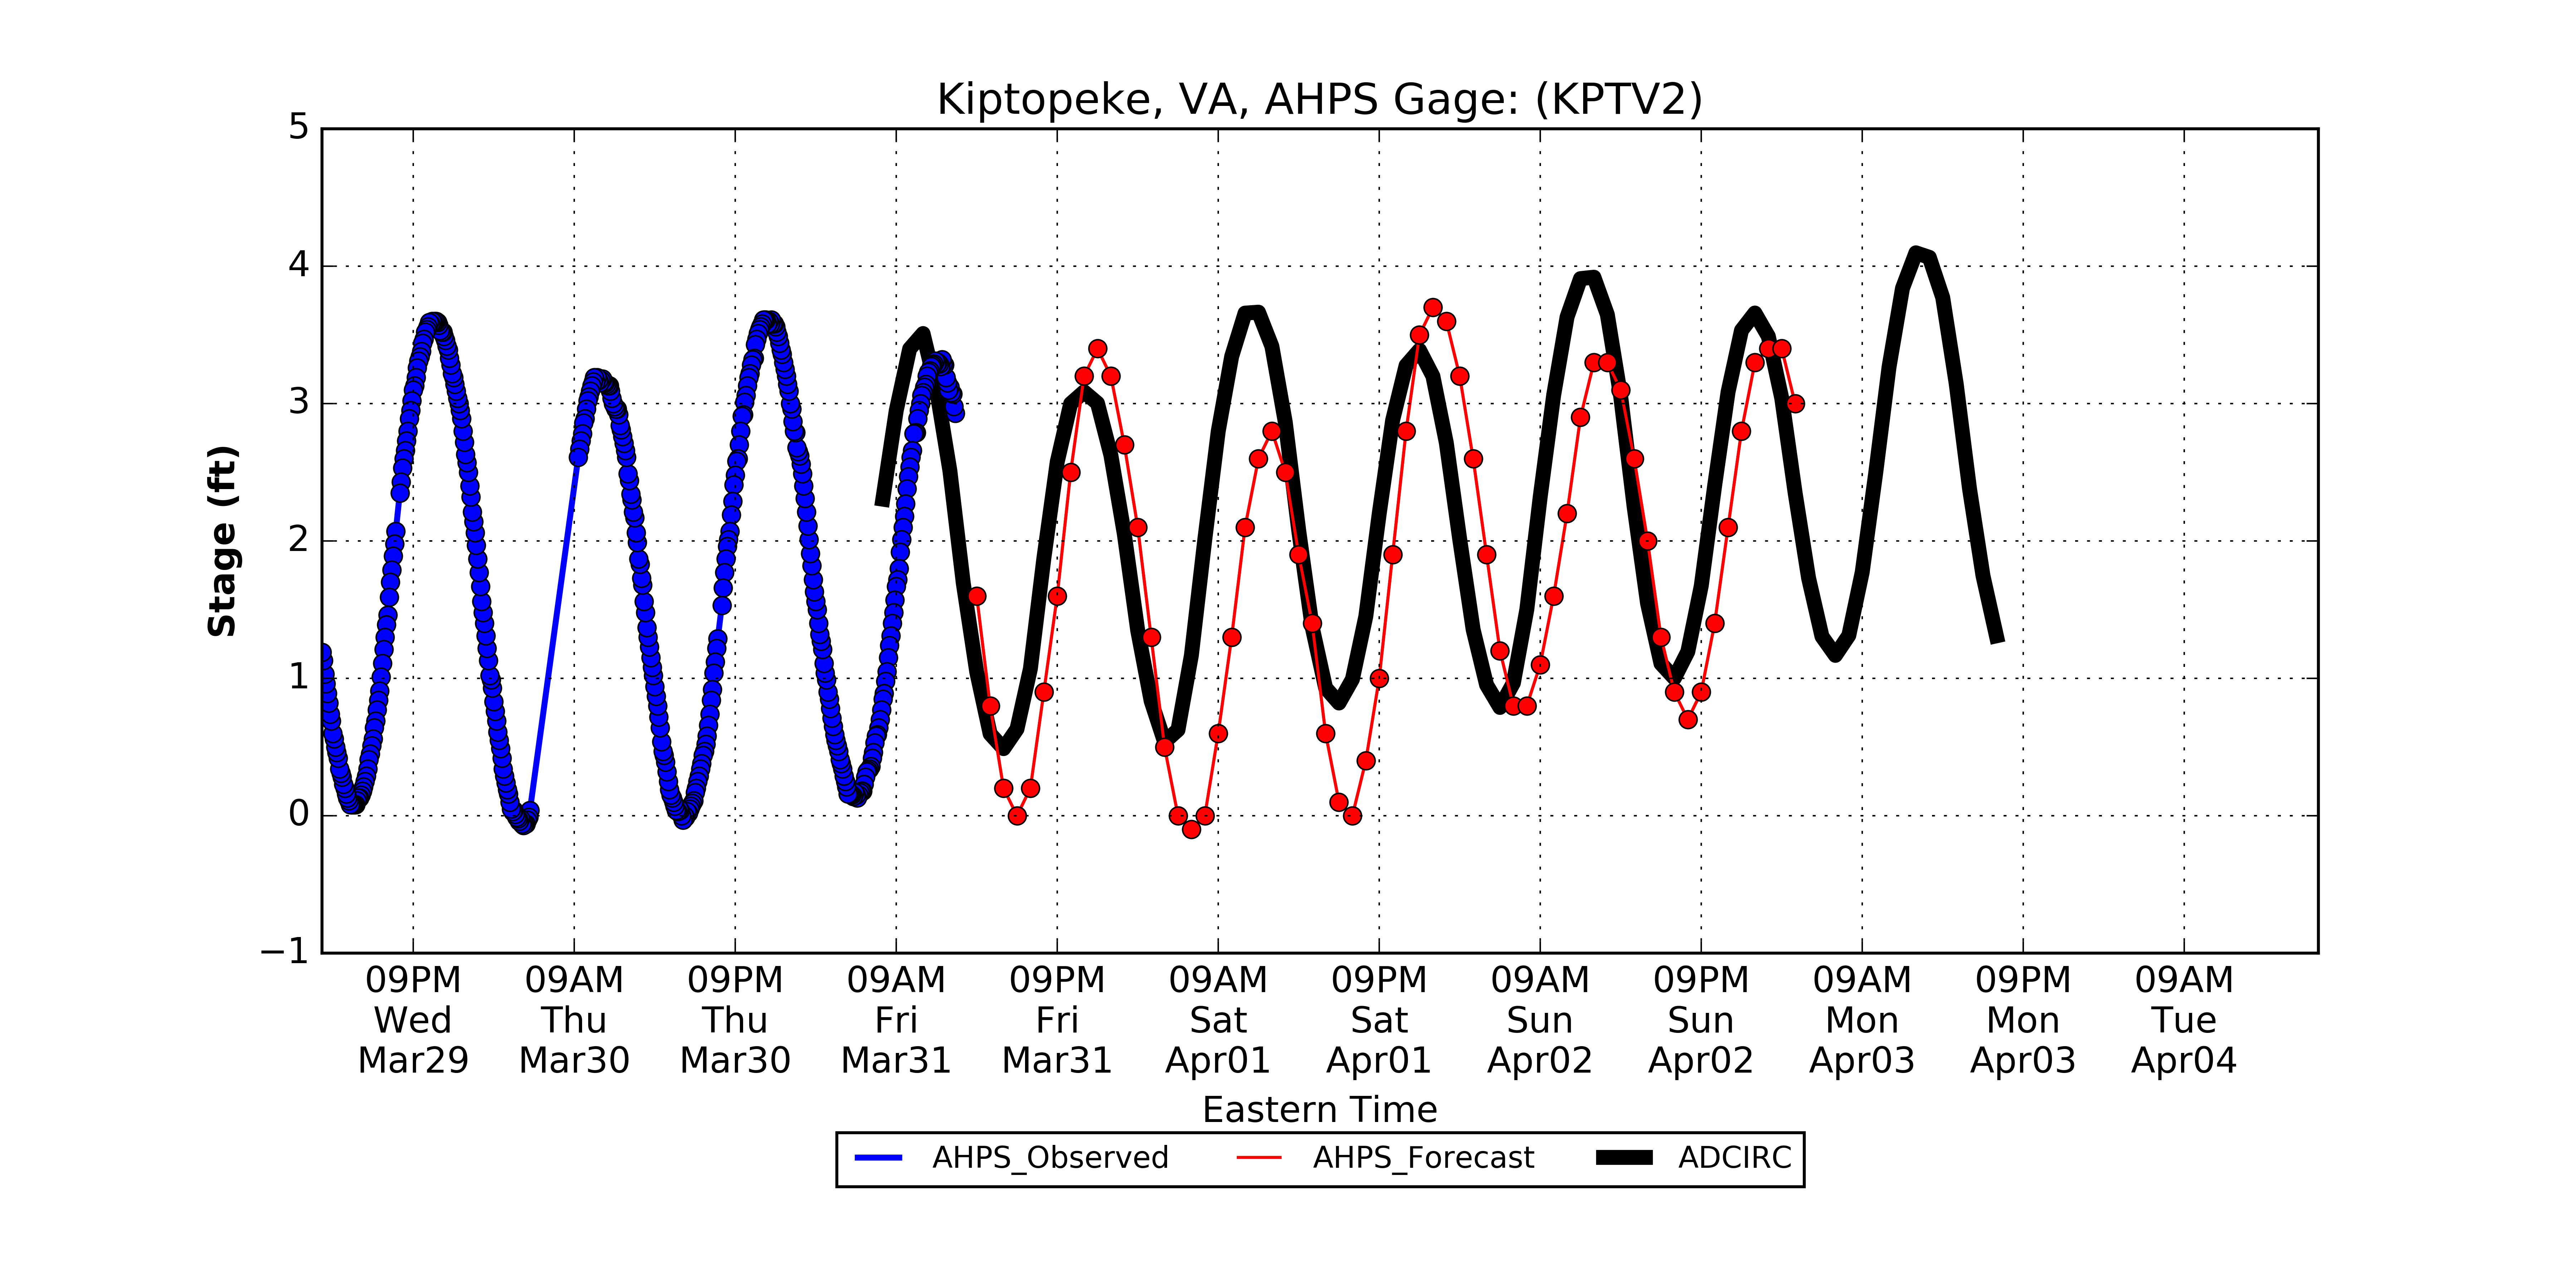 Kiptopeke, VA, AHPS Gage: (KPTV2)
5
4
3
2
1
0
−1
Stage (ft)
09PM 09AM 09PM 09AM 09PM 09AM 09PM 09AM 09PM 09AM 09PM 09AM
Wed Thu Thu Fri Fri Sat Sat Sun Sun Mon Mon Tue
Mar29 Mar30 Mar30 Mar31 Mar31 Apr01 Apr01 Apr02 Apr02 Apr03 Apr03 Apr04
Eastern Time
AHPS_Observed AHPS_Forecast ADCIRC